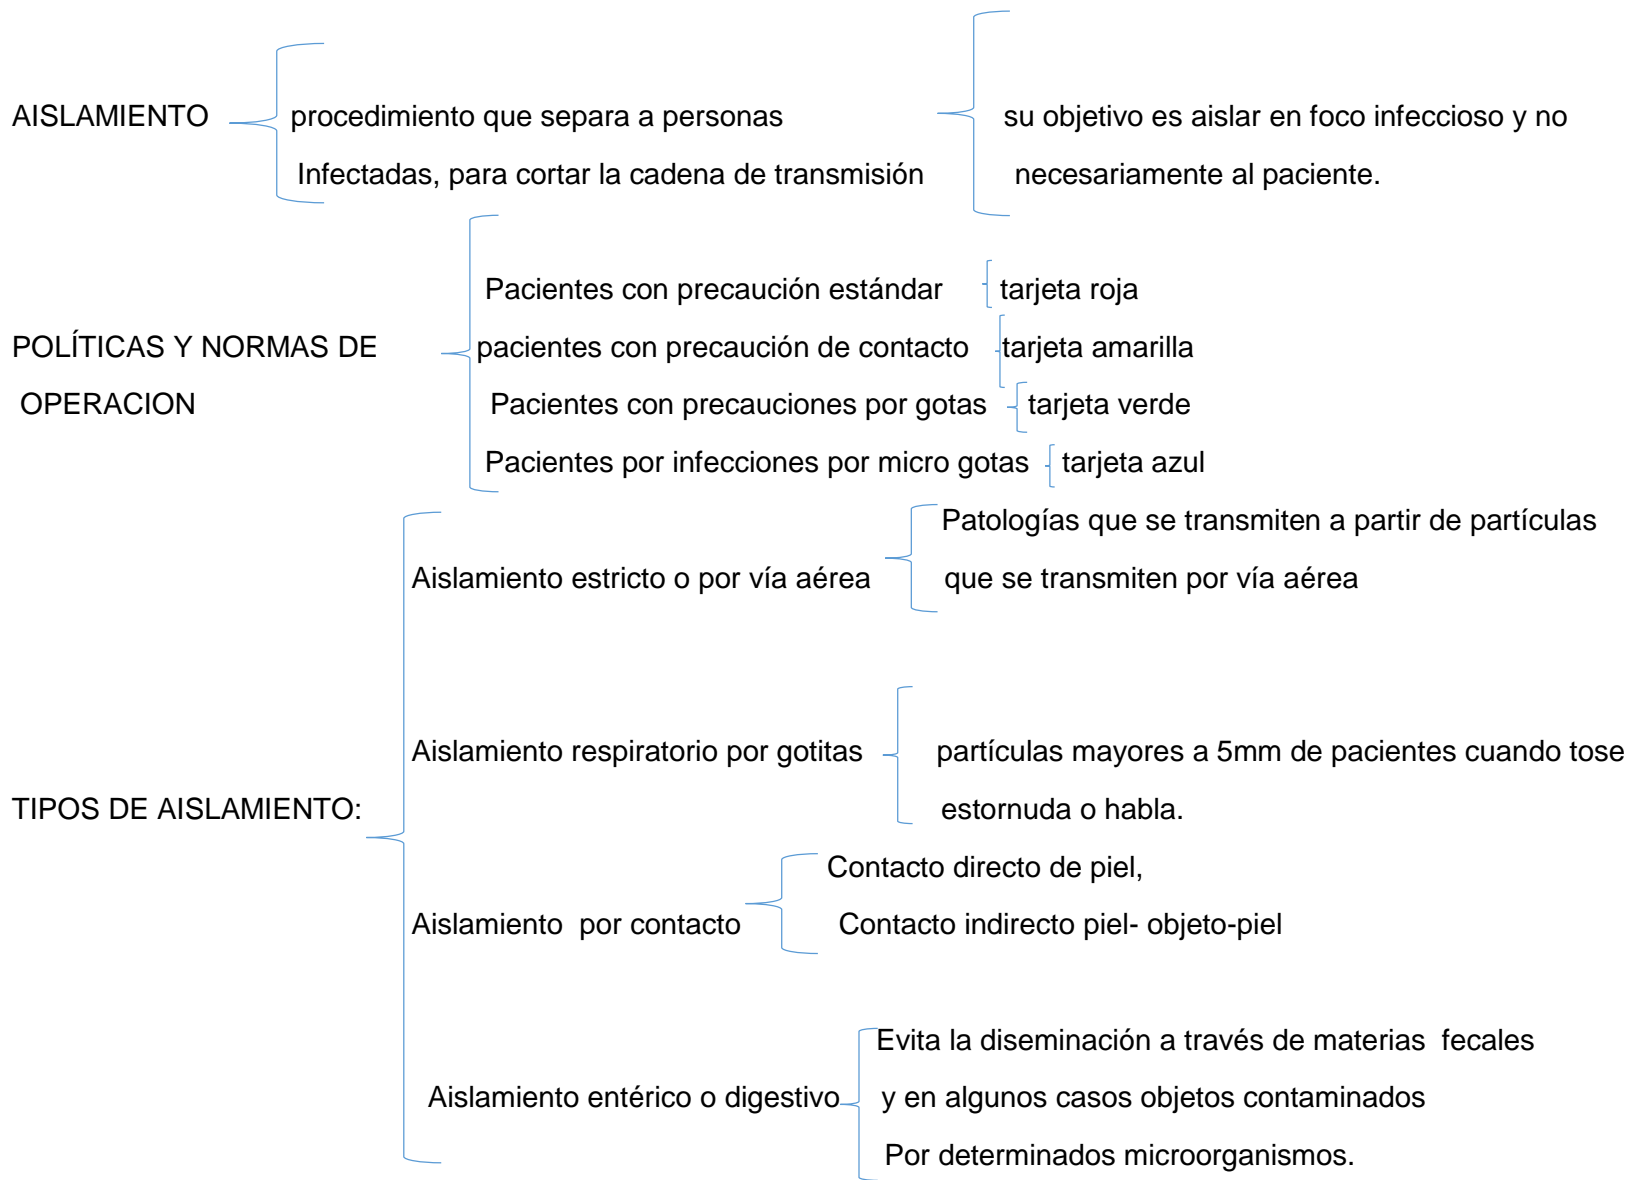 AISLAMIENTO procedimiento que separa a personas su objetivo es aislar en foco infeccioso y no
Infectadas, para cortar la cadena de transmisión necesariamente al paciente.
Pacientes con precaución estándar tarjeta roja
POLÍTICAS Y NORMAS DE pacientes con precaución de contacto tarjeta amarilla
OPERACION Pacientes con precauciones por gotas tarjeta verde
Pacientes por infecciones por micro gotas tarjeta azul
Patologías que se transmiten a partir de partículas
Aislamiento estricto o por vía aérea que se transmiten por vía aérea
Aislamiento respiratorio por gotitas partículas mayores a 5mm de pacientes cuando tose
TIPOS DE AISLAMIENTO: estornuda o habla.
Contacto directo de piel,
Aislamiento por contacto Contacto indirecto piel- objeto-piel
Evita la diseminación a través de materias fecales
Aislamiento entérico o digestivo y en algunos casos objetos contaminados
Por determinados microorganismos.